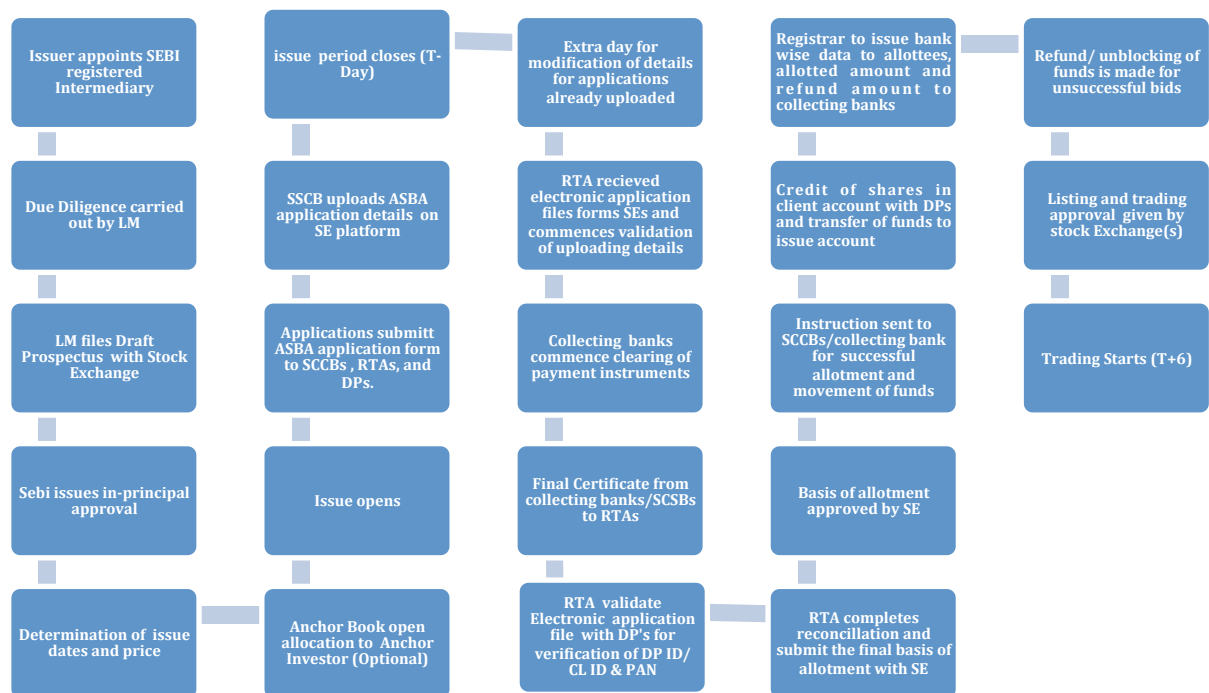 Issuer appoints SEBI
registered
Intermediary
Due Diligence carried
out by LM
LM files Draft
Prospectus with Stock
Exchange
Sebi issues in-principal
approval
Determination of issue
dates and price
Anchor Book open
allocation to Anchor
Investor (Optional)
Issue opens
Applications submitt
ASBA application form
to SCCBs , RTAs, and
DPs.
SSCB uploads ASBA
application details on
SE platform
issue period closes (T-
Day)
Extra day for
modification of details
for applications
already uploaded
RTA recieved
electronic application
files forms SEs and
commences validation
of uploading details
Collecting banks
commence clearing of
payment instruments
Final Certificate from
collecting banks/SCSBs
to RTAs
RTA validate
Electronic application
file with DP's for
verification of DP ID/
CL ID & PAN
RTA completes
reconcillation and
submit the final basis of
allotment with SE
Basis of allotment
approved by SE
Instruction sent to
SCCBs/collecting bank
for successful
allotment and
movement of funds
Credit of shares in
client account with DPs
and transfer of funds to
issue account
Registrar to issue bank
wise data to allottees,
allotted amount and
refund amount to
collecting banks
Refund/ unblocking of
funds is made for
unsuccessful bids
Listing and trading
approval given by
stock Exchange(s)
Trading Starts (T+6)